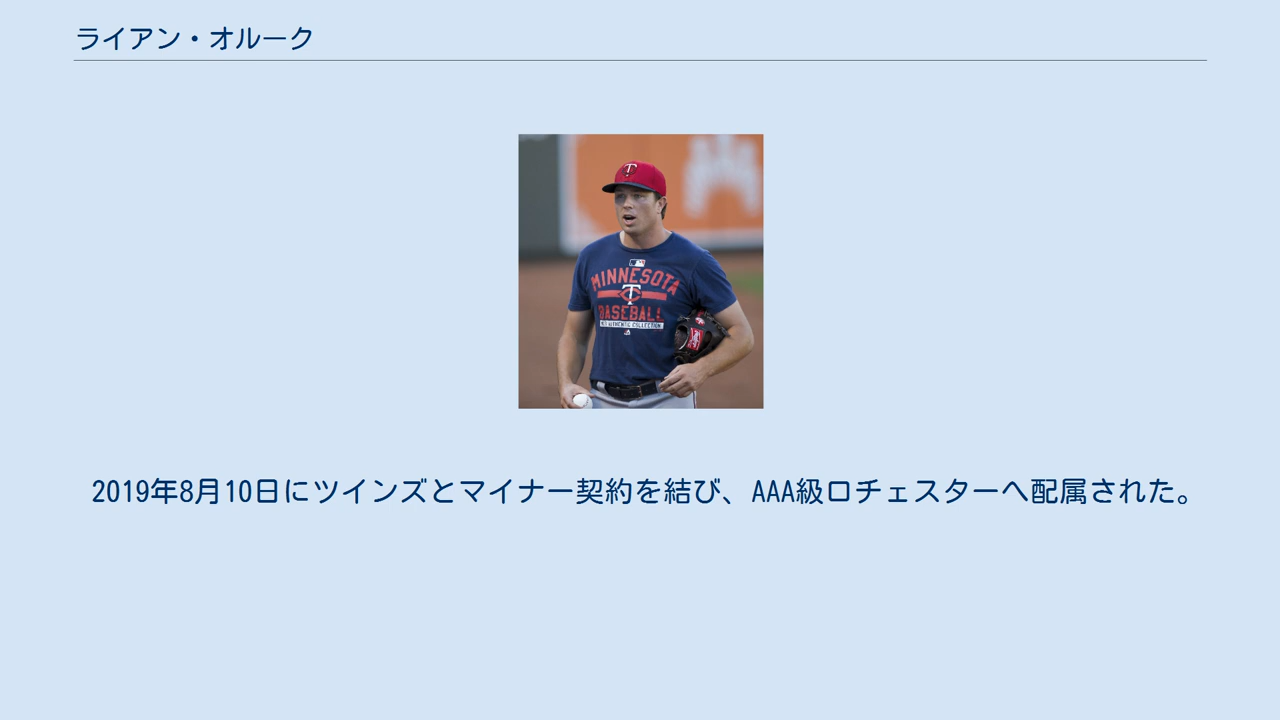 ライアン・オルーク
T
MINNESOTA
T
BASEBALL
AUTHENTIC COLLECTION
2019年8月10日にツインズとマイナー契約を結び、AAA級ロチェスターへ配属された。